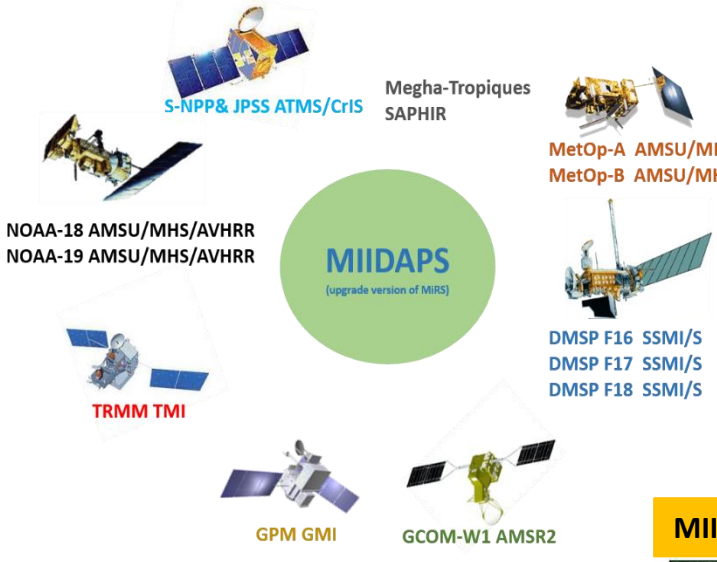 S-NPP& JPSS ATMS/CrIS
Megha-Tropiques
SAPHIR
MetOp-A AMSU/
MetOp-B AMSU/
NOAA-18 AMSU/MHS/AVHRR
NOAA-19 AMSU/MHS/AVHRR
MIIDAPS
(upgrade version of MiRS)
DMSP F16 SSMI/S
DMSP F17 SSMI/S
DMSP F18 SSMI/S
TRMM TMI
GPM GMI
GCOM-W1 AMSR2